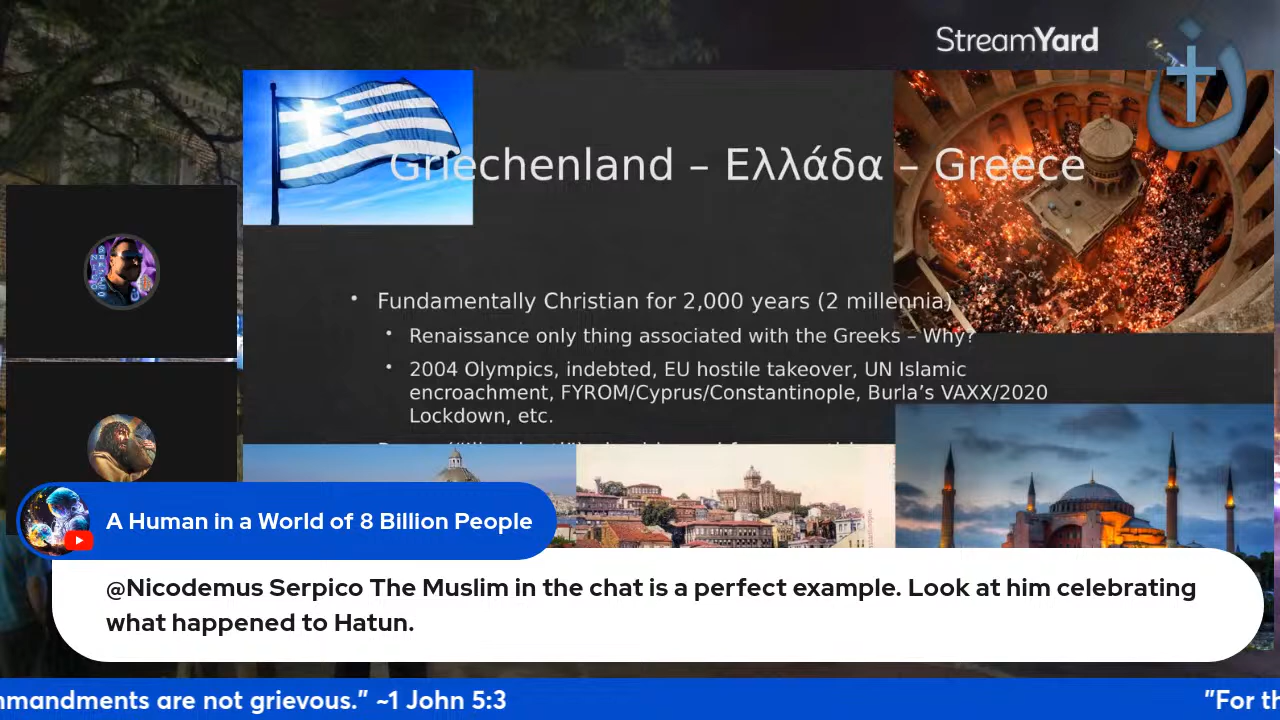 StreamYard
ن
Griechenland – Ελλάδα – Greece
• Fundamentally Christian for 2,000 years (2 millennia)
• Renaissance only thing associated with the Greeks – Why?
• 2004 Olympics, indebted, EU hostile takeover, UN Islamic
encroachment, FYROM/Cyprus/Constantinople, Burla’s VAXX/2020
Lockdown, etc.
A Human in a World of 8 Billion People
@Nicodemus Serpico The Muslim in the chat is a perfect example. Look at him celebrating
what happened to Hatun.
mmandments are not grievous.” ~1 John 5:3 "For th